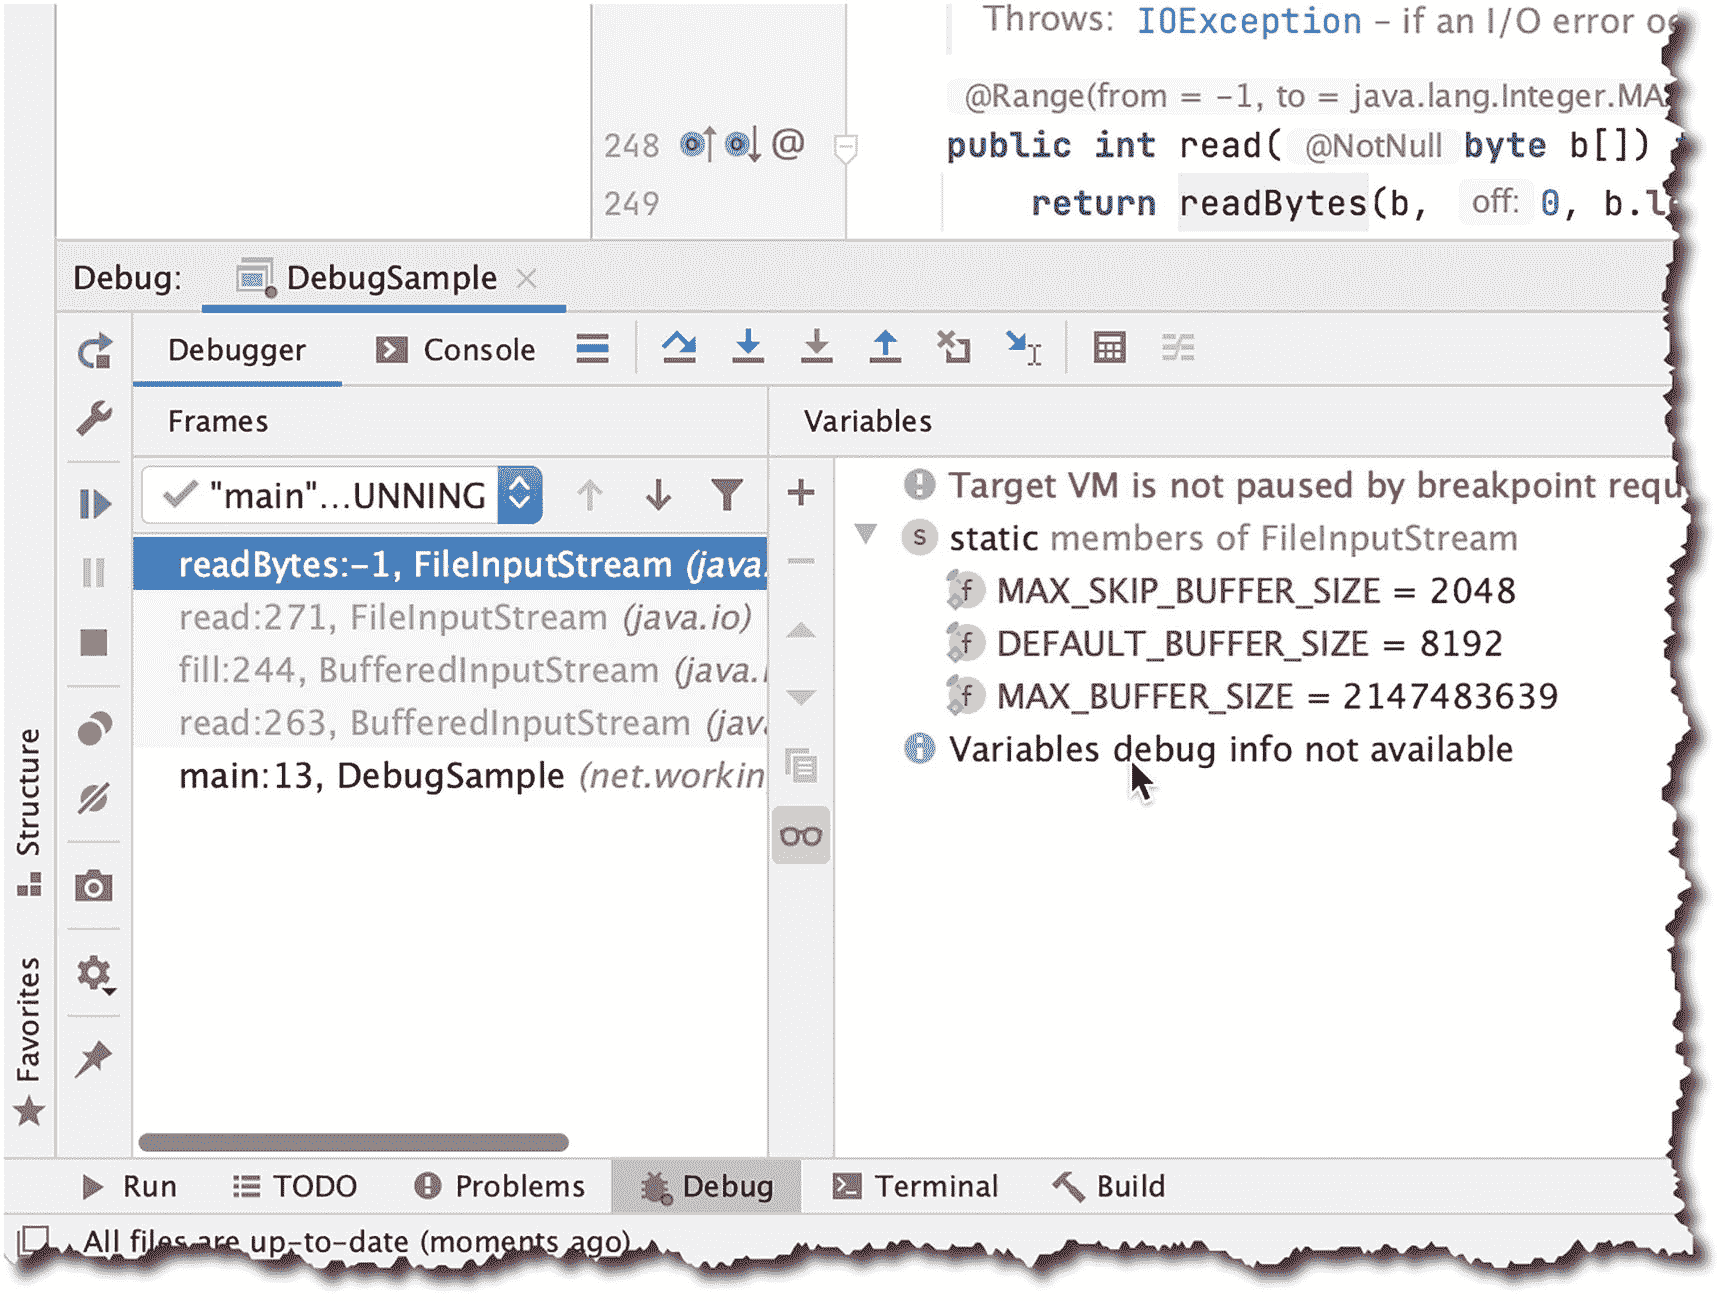 Throws: IOException – if an I/O error
@Range(from = -1, to = java.lang.Integer.MA
248 @ public int read( @NotNull byte b[])
249 return readBytes(b, off: 0, b.l
Debug: DebugSample
Debugger Console
Frames
Variables
"main"...UNNING
Target VM is not paused by breakpoint requ
readBytes:-1, FileInputStream (java.
s static members of FileInputStream
read:271, FileInputStream (java.io)
f MAX_SKIP_BUFFER_SIZE = 2048
fill:244, BufferedInputStream (java.
f DEFAULT_BUFFER_SIZE = 8192
read:263, BufferedInputStream (java
f MAX_BUFFER_SIZE = 2147483639
main:13, DebugSample (net.workin
Variables debug info not available
Structure
Favorites
Run TODO Problems Debug Terminal Build
All files are up-to-date (moments ago)